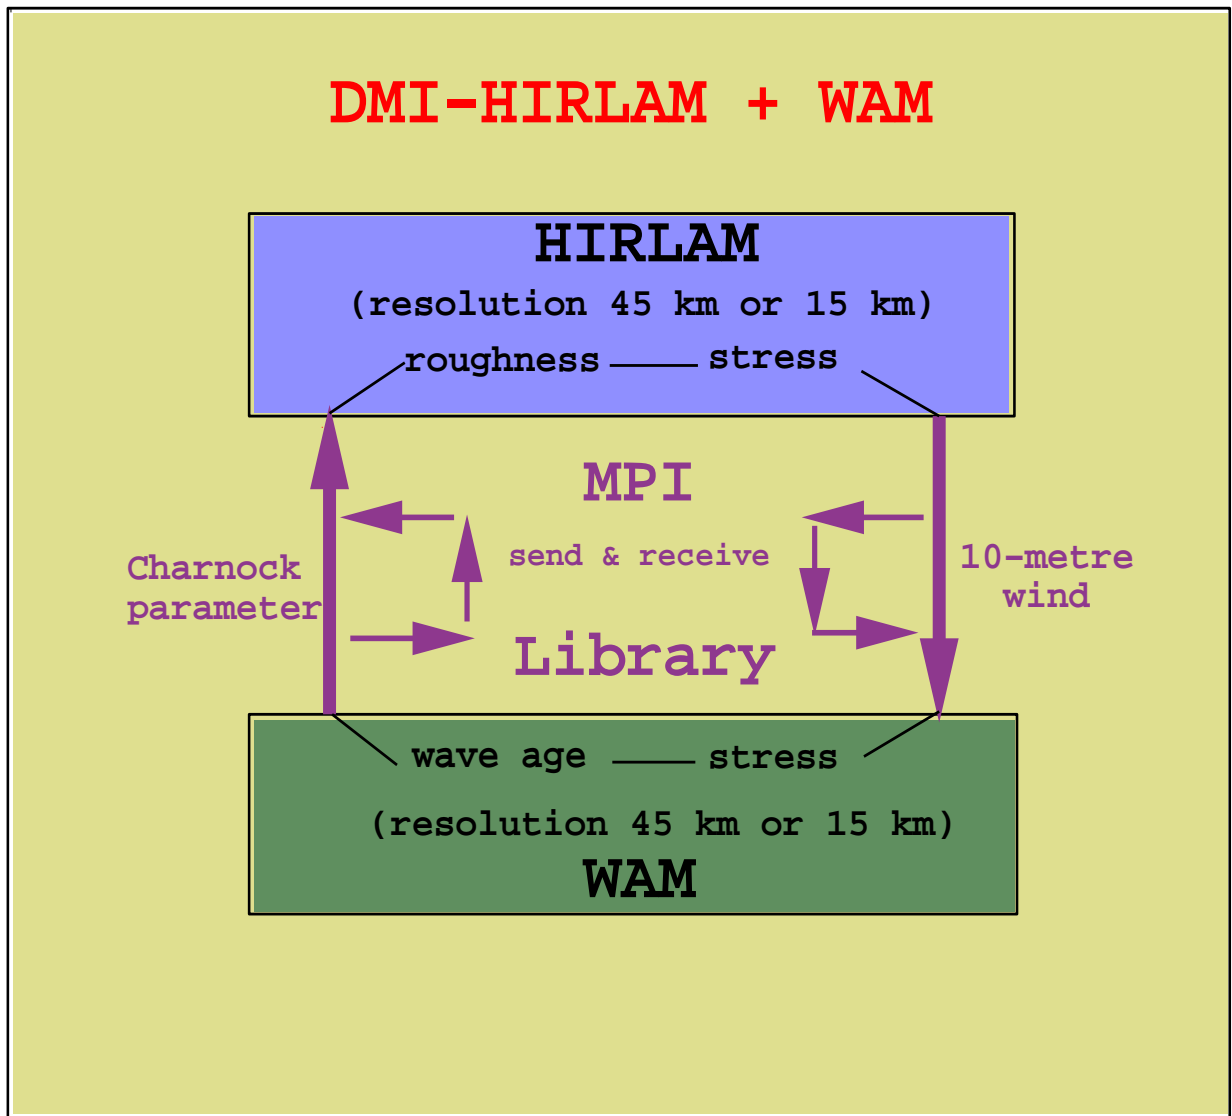 DMI-HIRLAM + WAM
HIRLAM
(resolution 45 km or 15 km)
roughness stress
MPI
send & receive
Library
Charnock
parameter
10-metre
wind
wave age stress
(resolution 45 km or 15 km)
WAM